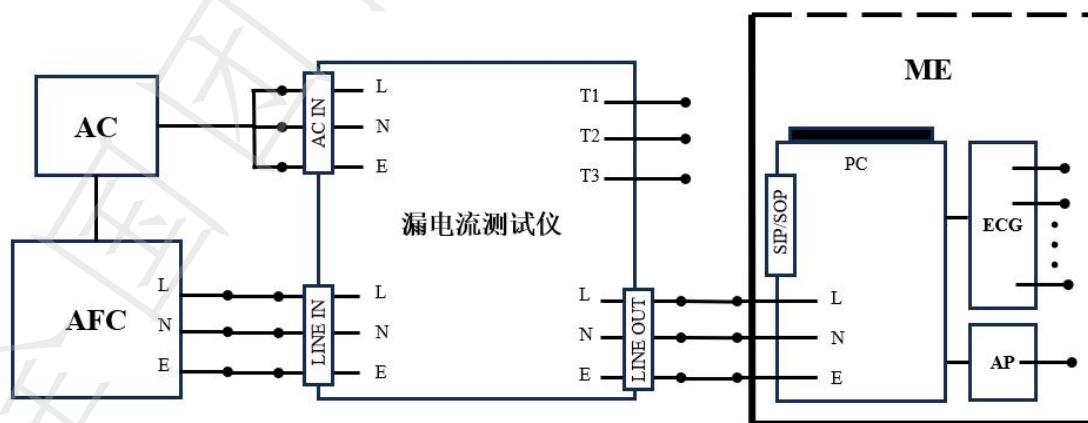 ME
AC
AC IN
L
N
E
T1
T2
T3
漏电流测试仪
PC
SIP/SOP
ECG
AFC
L
N
E
LINE IN
L
N
E
L
N
E
LINE OUT
L
N
E
AP